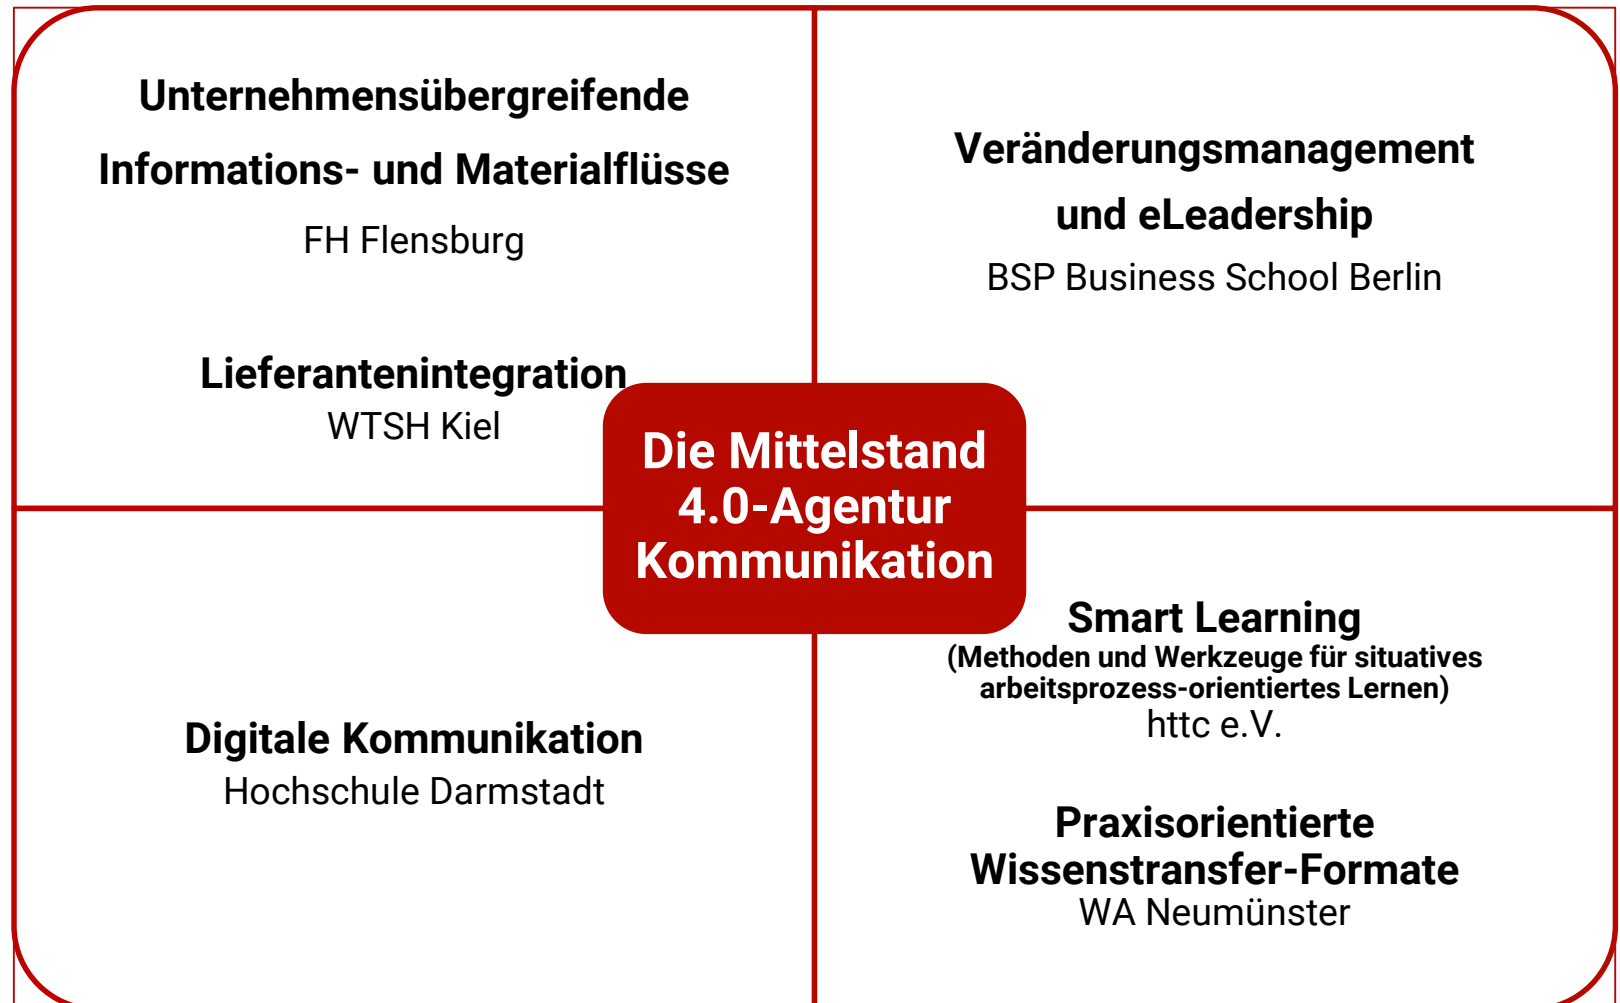 Unternehmensübergreifende
Informations- und Materialflüsse
FH Flensburg
Lieferantenintegration
WTSH Kiel
Veränderungsmanagement
und eLeadership
BSP Business School Berlin
Die Mittelstand
4.0-Agentur
Kommunikation
Digitale Kommunikation
Hochschule Darmstadt
Smart Learning
(Methoden und Werkzeuge für situatives
arbeitsprozess-orientiertes Lernen)
httc e.V.
Praxisorientierte
Wissenstransfer-Formate
WA Neumünster